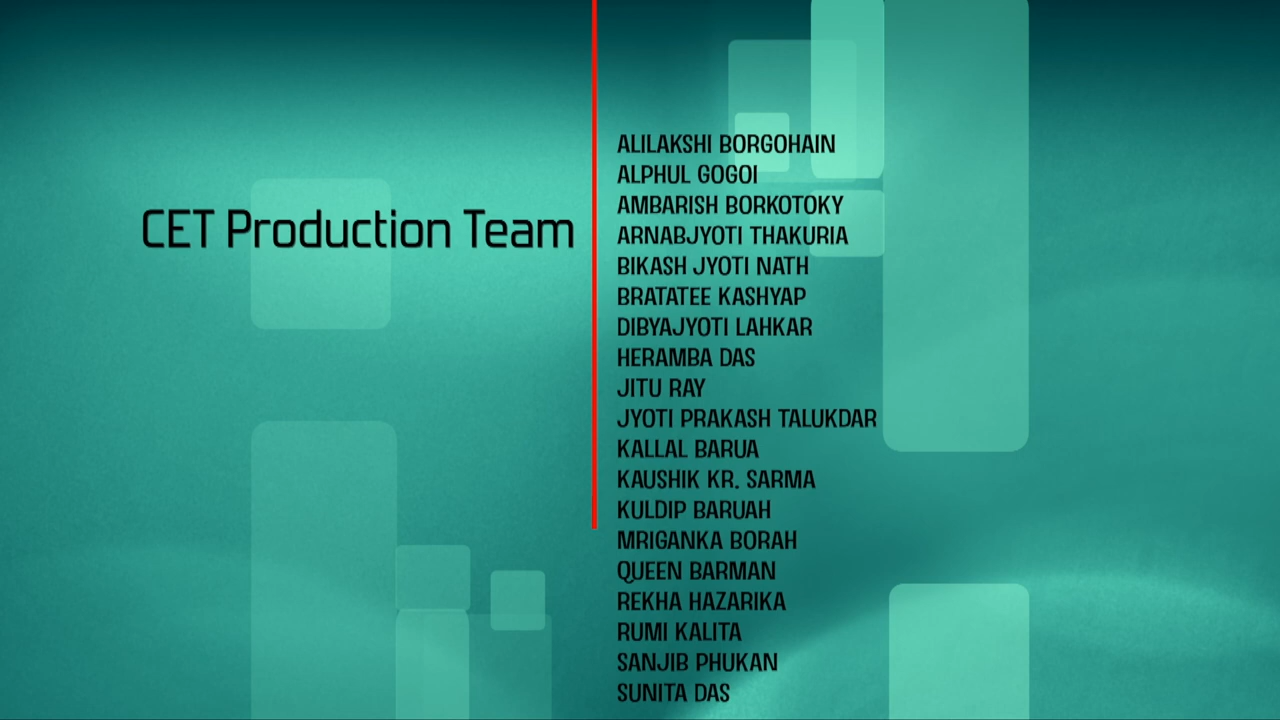 CET Production Team
ALILAKSHI BORGOHAIN
ALPHUL GOGOI
AMBARISH BORKOTOKY
ARNABJYOTI THAKURIA
BIKASH JYOTI NATH
BRATATEE KASHYAP
DIBYAJYOTI LAHKAR
HERAMBA DAS
JITU RAY
JYOTI PRAKASH TALUKDAR
KALLAL BARUA
KAUSHIK KR. SARMA
KULDIP BARUAH
MRIGANKA BORAH
QUEEN BARMAN
REKHA HAZARIKA
RUMI KALITA
SANJIB PHUKAN
SUNITA DAS